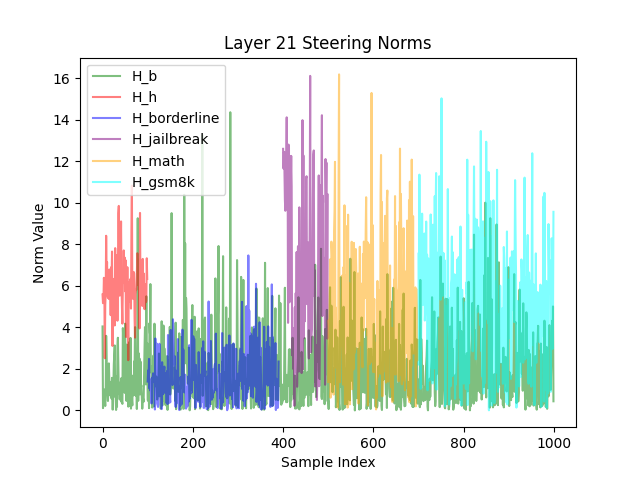 Layer 21 Steering Norms
H_b
H_h
H_borderline
H_jailbreak
H_math
H_gsm8k
Norm Value
16
14
12
10
8
6
4
2
0
0 200 400 600 800 1000
Sample Index